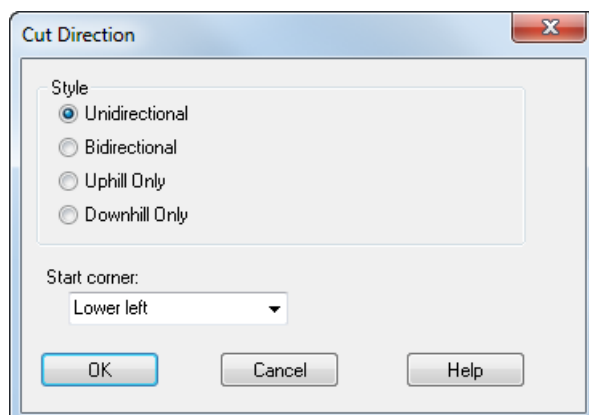 Cut Direction
Style
Unidirectional
Bidirectional
Uphill Only
Downhill Only
Start corner:
Lower left
OK Cancel Help